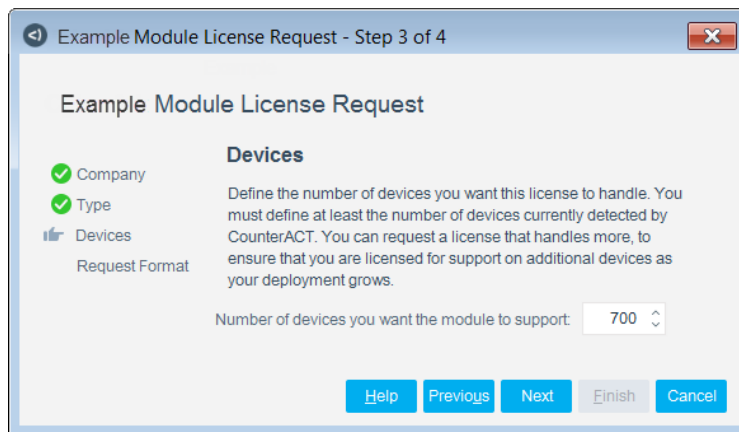 Example Module License Request - Step 3 of 4
Example Module License Request
Company
Type
Devices
Request Format
Devices
Define the number of devices you want this license to handle. You
must define at least the number of devices currently detected by
CounterACT. You can request a license that handles more, to
ensure that you are licensed for support on additional devices as
your deployment grows.
Number of devices you want the module to support: 700
Help Previous Next Finish Cancel